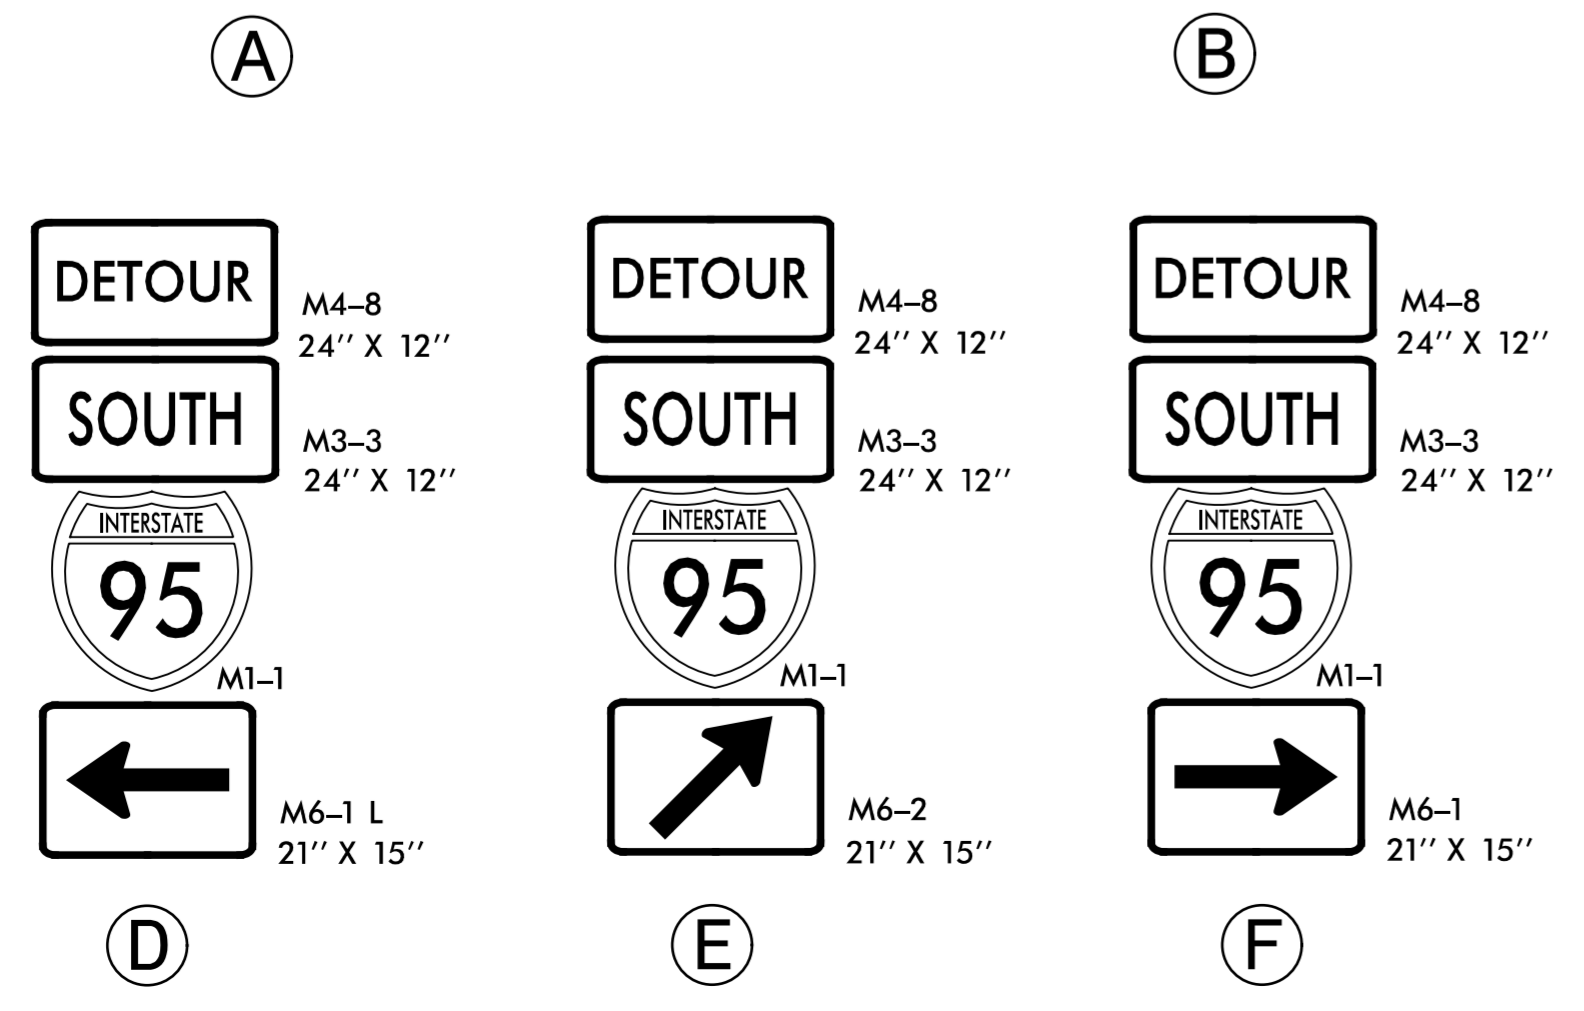 A
B
DETOUR
M4-8
24'' X 12''
SOUTH
M3-3
24'' X 12''
INTERSTATE
95
M1-1
M6-1 L
21'' X 15''
D
DETOUR
M4-8
24'' X 12''
SOUTH
M3-3
24'' X 12''
INTERSTATE
95
M1-1
M6-2
21'' X 15''
E
DETOUR
M4-8
24'' X 12''
SOUTH
M3-3
24'' X 12''
INTERSTATE
95
M1-1
M6-1
21'' X 15''
F